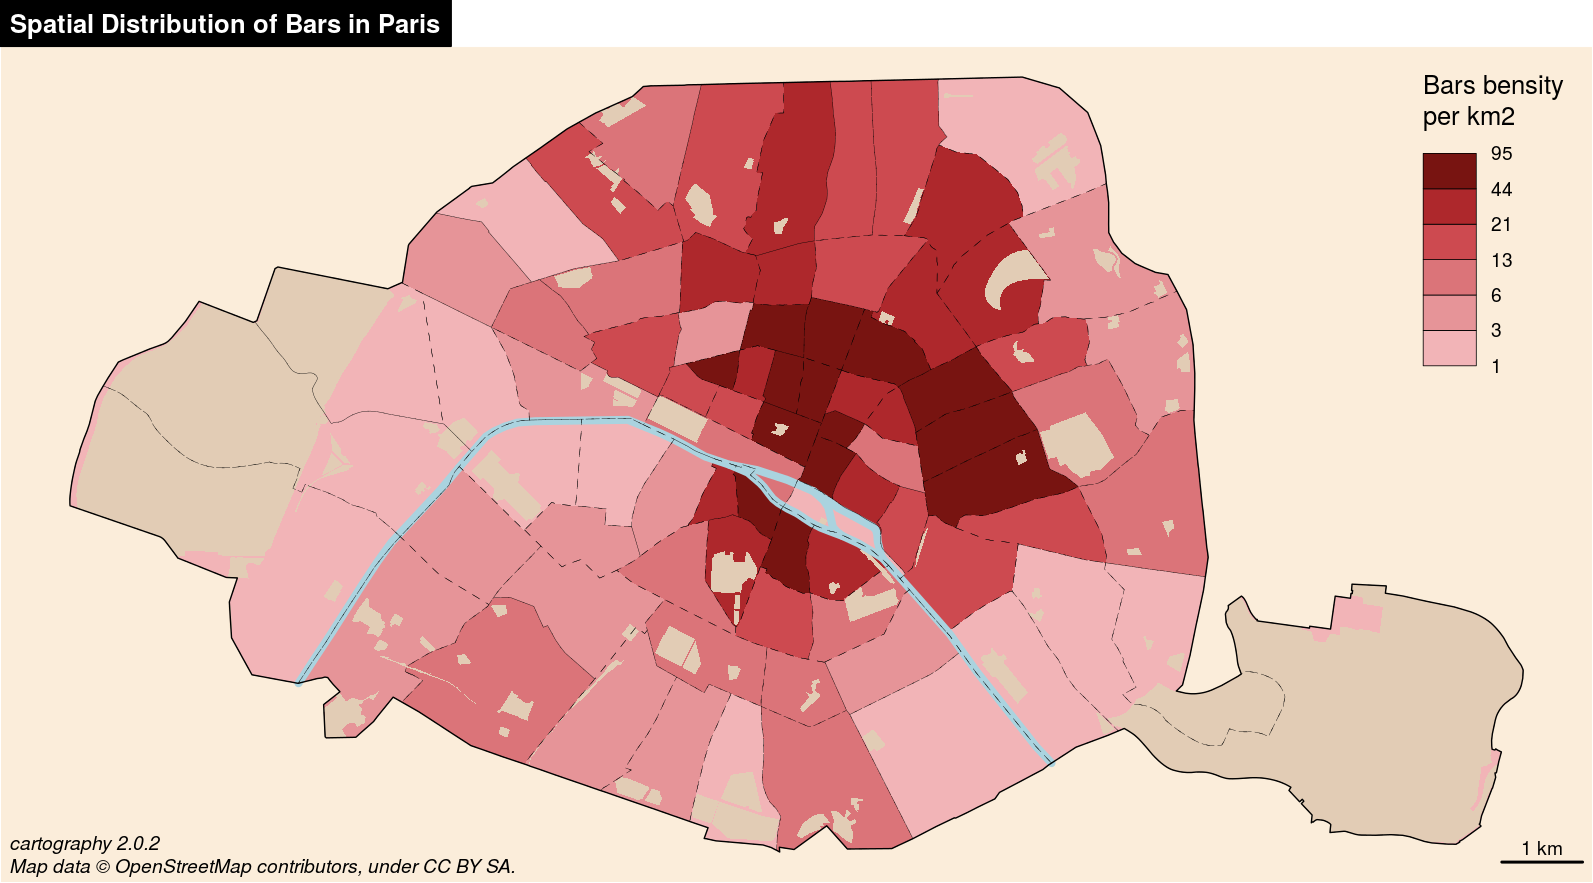 Spatial Distribution of Bars in Paris
Bars bensity
per km2
95
44
21
13
6
3
1
cartography 2.0.2
Map data © OpenStreetMap contributors, under CC BY SA.
1 km